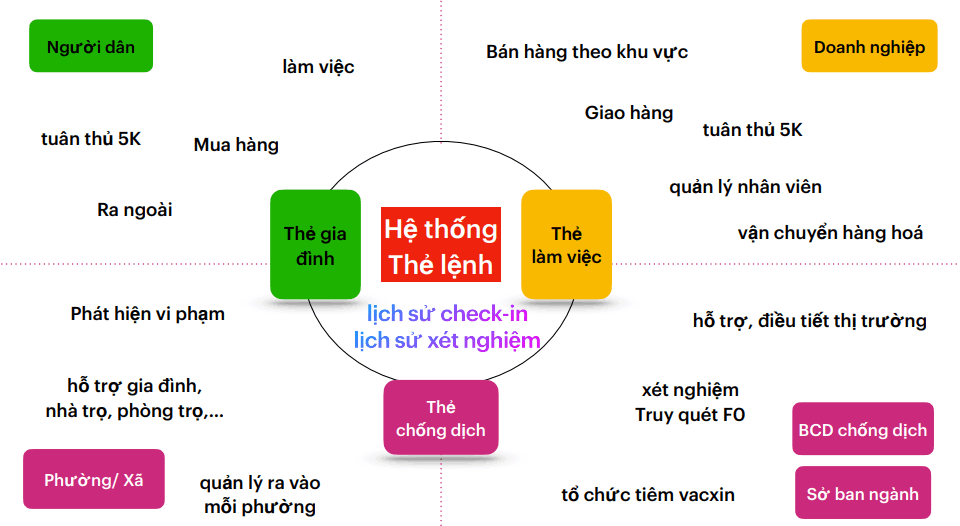 Người dân
làm việc
tuân thủ 5K
Mua hàng
Ra ngoài
Bán hàng theo khu vực
Doanh nghiệp
Giao hàng
tuân thủ 5K
quản lý nhân viên
vận chuyển hàng hoá
Thẻ gia
đình
Hệ thống
Thẻ lệnh
Thẻ
làm việc
lịch sử check-in
lịch sử xét nghiệm
Thẻ
chống dịch
Phát hiện vi phạm
hỗ trợ gia đình,
nhà trọ, phòng trọ,...
Phường/ Xã
quản lý ra vào
mỗi phường
hỗ trợ, điều tiết thị trường
xét nghiệm
Truy quét F0
BCD chống dịch
tổ chức tiêm vacxin
Sở ban ngành